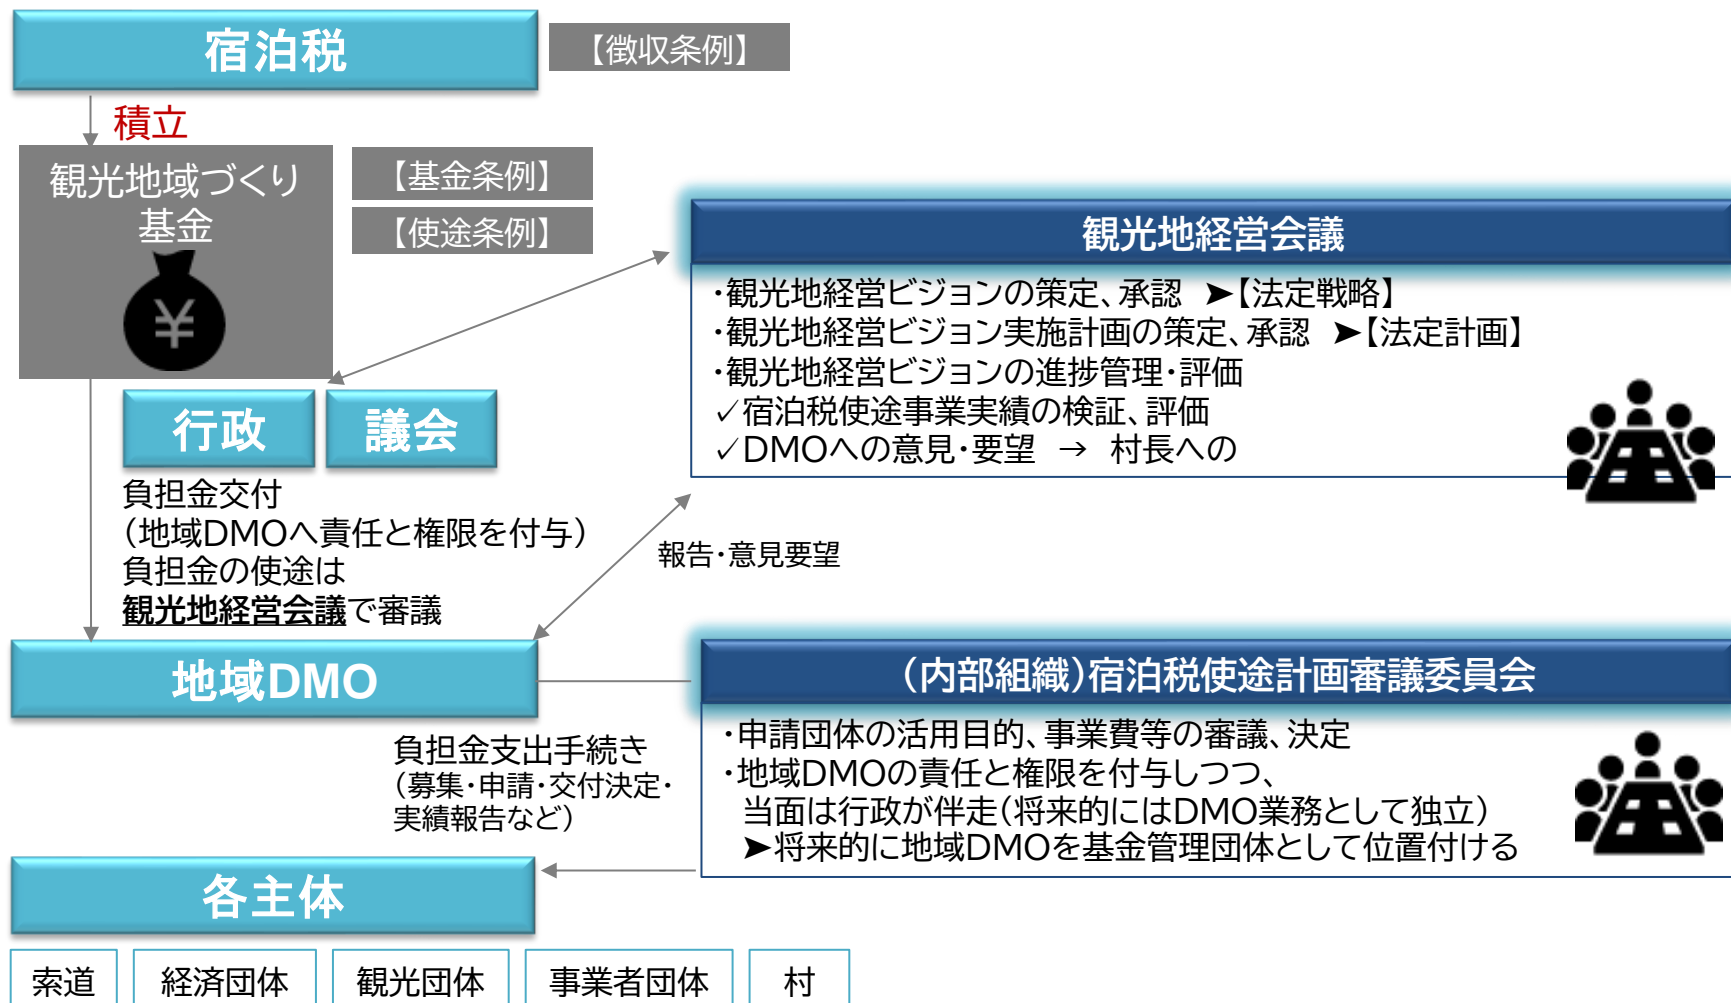 宿泊税
【徴収条例】
積立
観光地域づくり
基金
¥
【基金条例】
【使途条例】
観光地経営会議
・観光地経営ビジョンの策定、承認 ➤【法定戦略】
・観光地経営ビジョン実施計画の策定、承認 ➤【法定計画】
・観光地経営ビジョンの進捗管理・評価
✓宿泊税使途事業実績の検証、評価
✓DMOへの意見・要望 → 村長への
行政
議会
負担金交付
（地域DMOへ責任と権限を付与）
負担金の使途は
観光地経営会議で審議
報告・意見要望
地域DMO
（内部組織）宿泊税使途計画審議委員会
・申請団体の活用目的、事業費等の審議、決定
・地域DMOの責任と権限を付与しつつ、
当面は行政が伴走（将来的にはDMO業務として独立）
➤将来的に地域DMOを基金管理団体として位置付ける
負担金支出手続き
（募集・申請・交付決定・
実績報告など）
各主体
索道
経済団体
観光団体
事業者団体
村